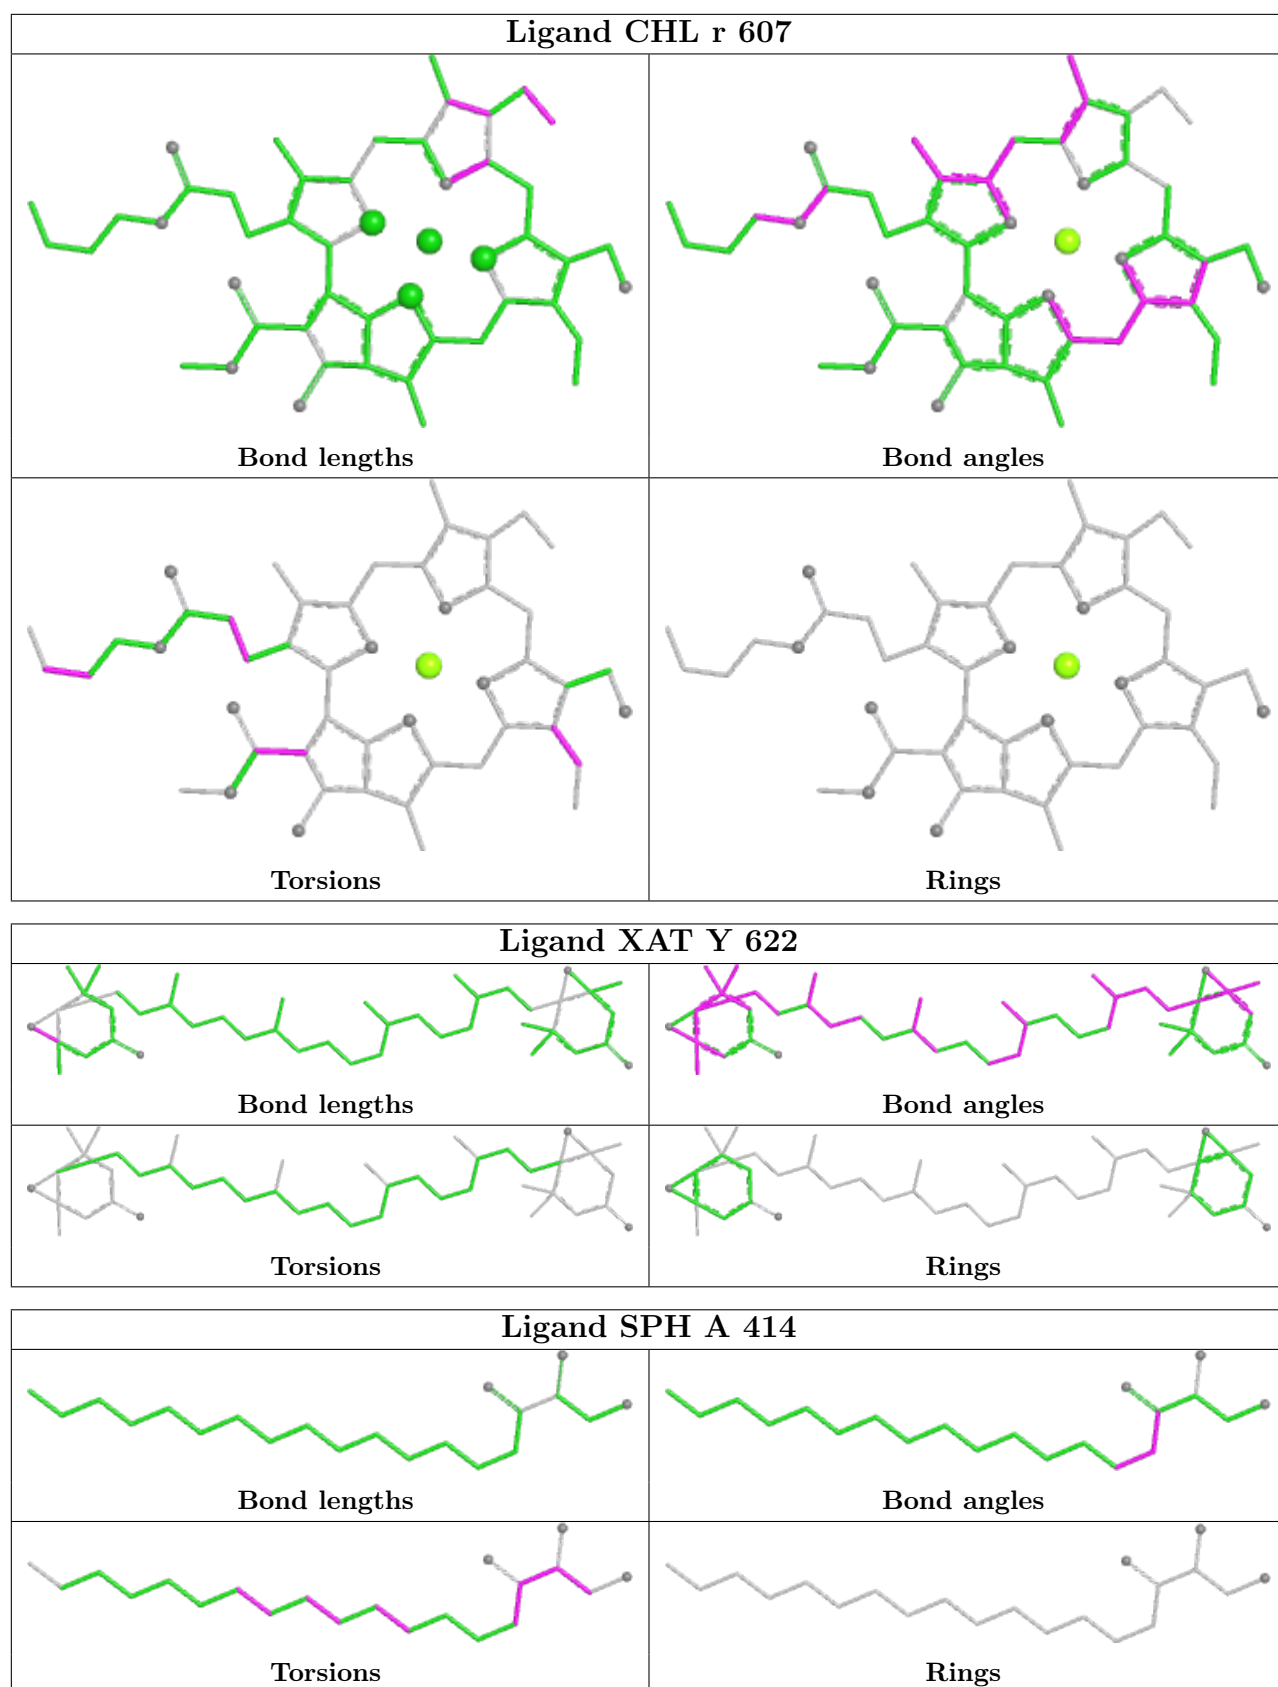 Ligand CHL r 607
Bond lengths
Bond angles
Torsions
Rings
Ligand XAT Y 622
Bond lengths
Bond angles
Torsions
Rings
Ligand SPH A 414
Bond lengths
Bond angles
Torsions
Rings